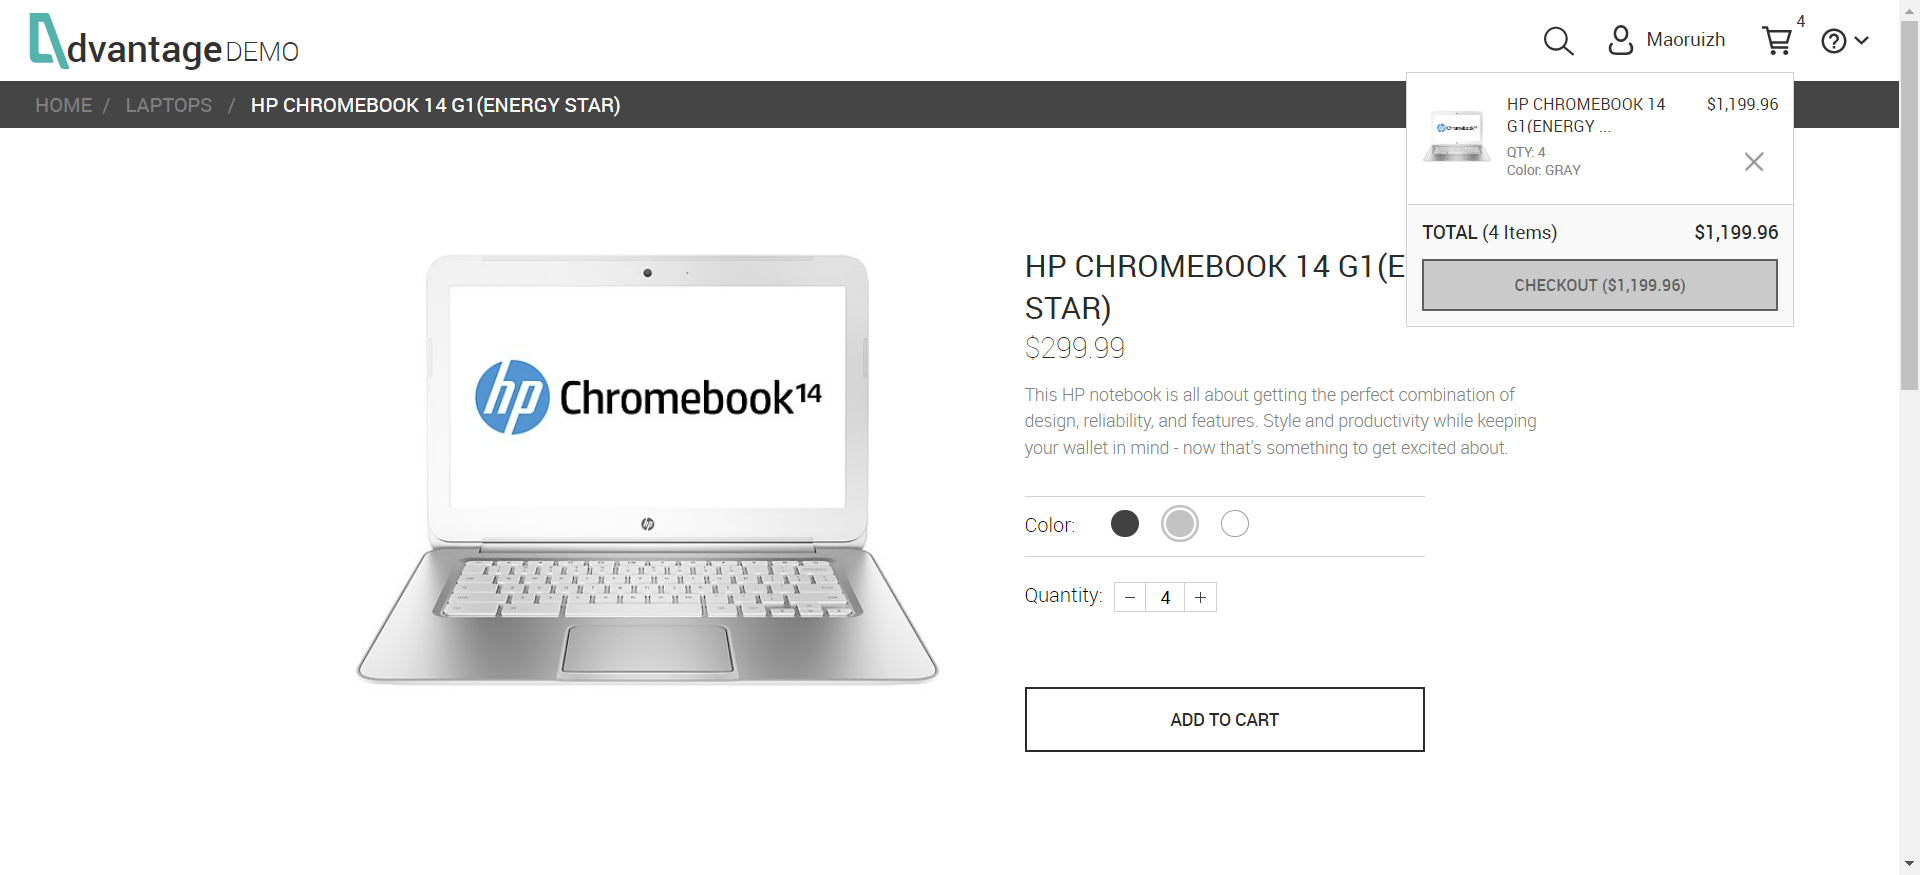 dvantage DEMO
Maoruizh
4
HOME / LAPTOPS / HP CHROMEBOOK 14 G1(ENERGY STAR)
HP CHROMEBOOK 14
G1(ENERGY ...
$1,199.96
QTY: 4
Color: GRAY
TOTAL (4 Items) $1,199.96
CHECKOUT ($1,199.96)
hp Chromebook14
hp
HP CHROMEBOOK 14 G1(E
STAR)
$299.99
This HP notebook is all about getting the perfect combination of
design, reliability, and features. Style and productivity while keeping
your wallet in mind - now that's something to get excited about.
Color:
Quantity: − 4 +
ADD TO CART